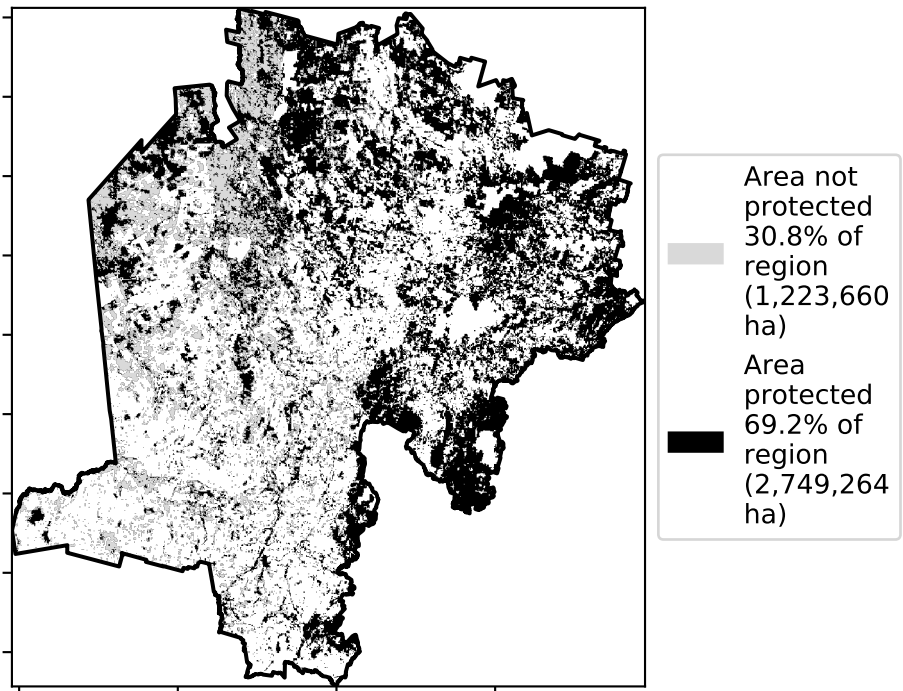 Area not
protected
30.8% of
region
(1,223,660
ha)
Area
protected
69.2% of
region
(2,749,264
ha)